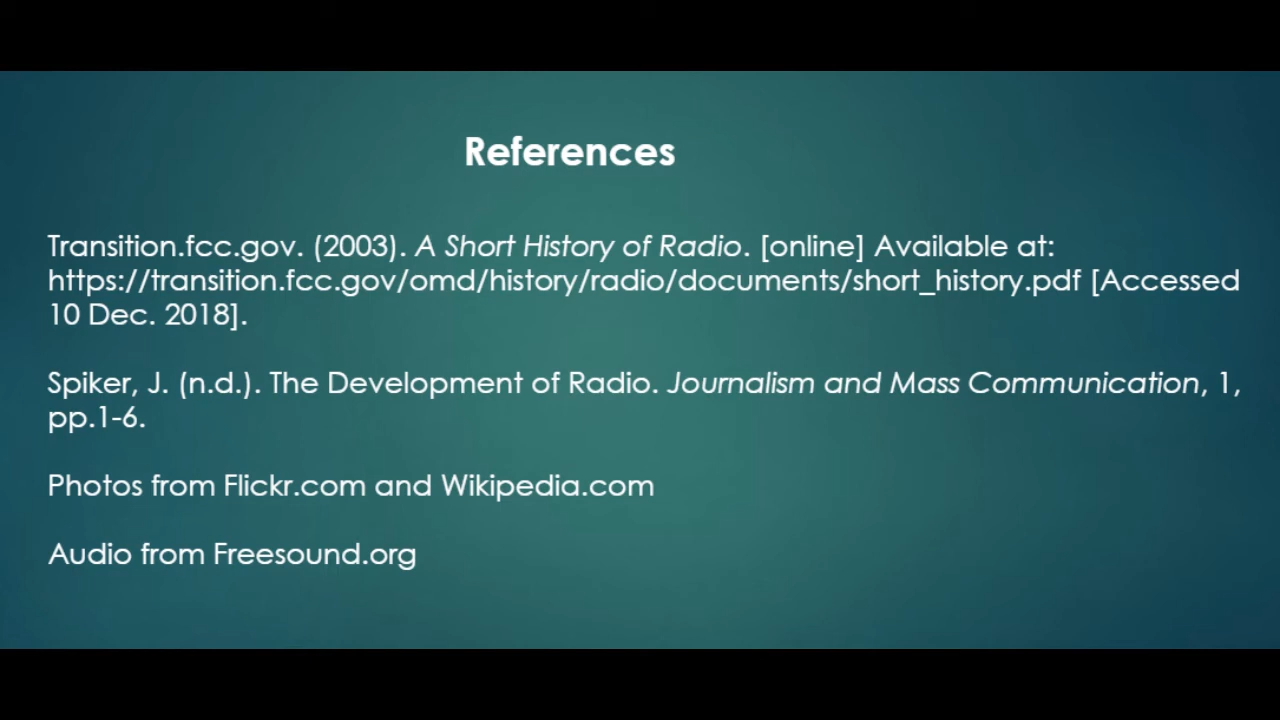 References
Transition.fcc.gov. (2003). A Short History of Radio. [online] Available at:
https://transition.fcc.gov/omd/history/radio/documents/short_history.pdf [Accessed
10 Dec. 2018].
Spiker, J. (n.d.). The Development of Radio. Journalism and Mass Communication, 1,
pp.1-6.
Photos from Flickr.com and Wikipedia.com
Audio from Freesound.org